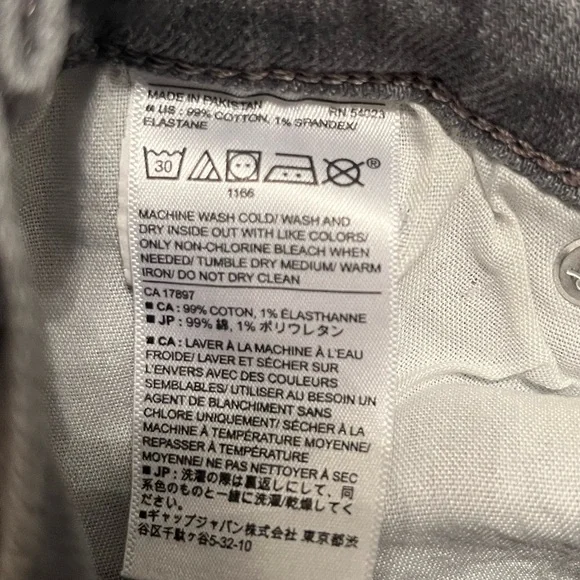 MADE IN PAKISTAN RN 54023
US : 99% COTTON, 1% SPANDEX/
ELASTANE
30
®
1166
MACHINE WASH COLD/ WASH AND
DRY INSIDE OUT WITH LIKE COLORS/
ONLY NON-CHLORINE BLEACH WHEN
NEEDED/ TUMBLE DRY MEDIUM/ WARM
IRON/ DO NOT DRY CLEAN
CA 17897
■ CA : 99% COTON, 1% ÉLASTHANNE
■ JP : 99% 綿, 1% ポリウレタン
■ CA : LAVER À LA MACHINE À L'EAU
FROIDE/ LAVER ET SÉCHER SUR
L'ENVERS AVEC DES COULEURS
SEMBLABLES/ UTILISER AU BESOIN UN
AGENT DE BLANCHIMENT SANS
CHLORE UNIQUEMENT/ SÉCHER À LA
MACHINE À TEMPÉRATURE MOYENNE/
REPASSER À TEMPÉRATURE
MOYENNE/ NE PAS NETTOYER À SEC
■ JP : 洗濯の際は裏返しにして、同
系色のものと一緒に洗濯/乾燥してく
ださい。
■ギャップジャパン株式会社 東京都渋
谷区千駄ヶ谷5-32-10